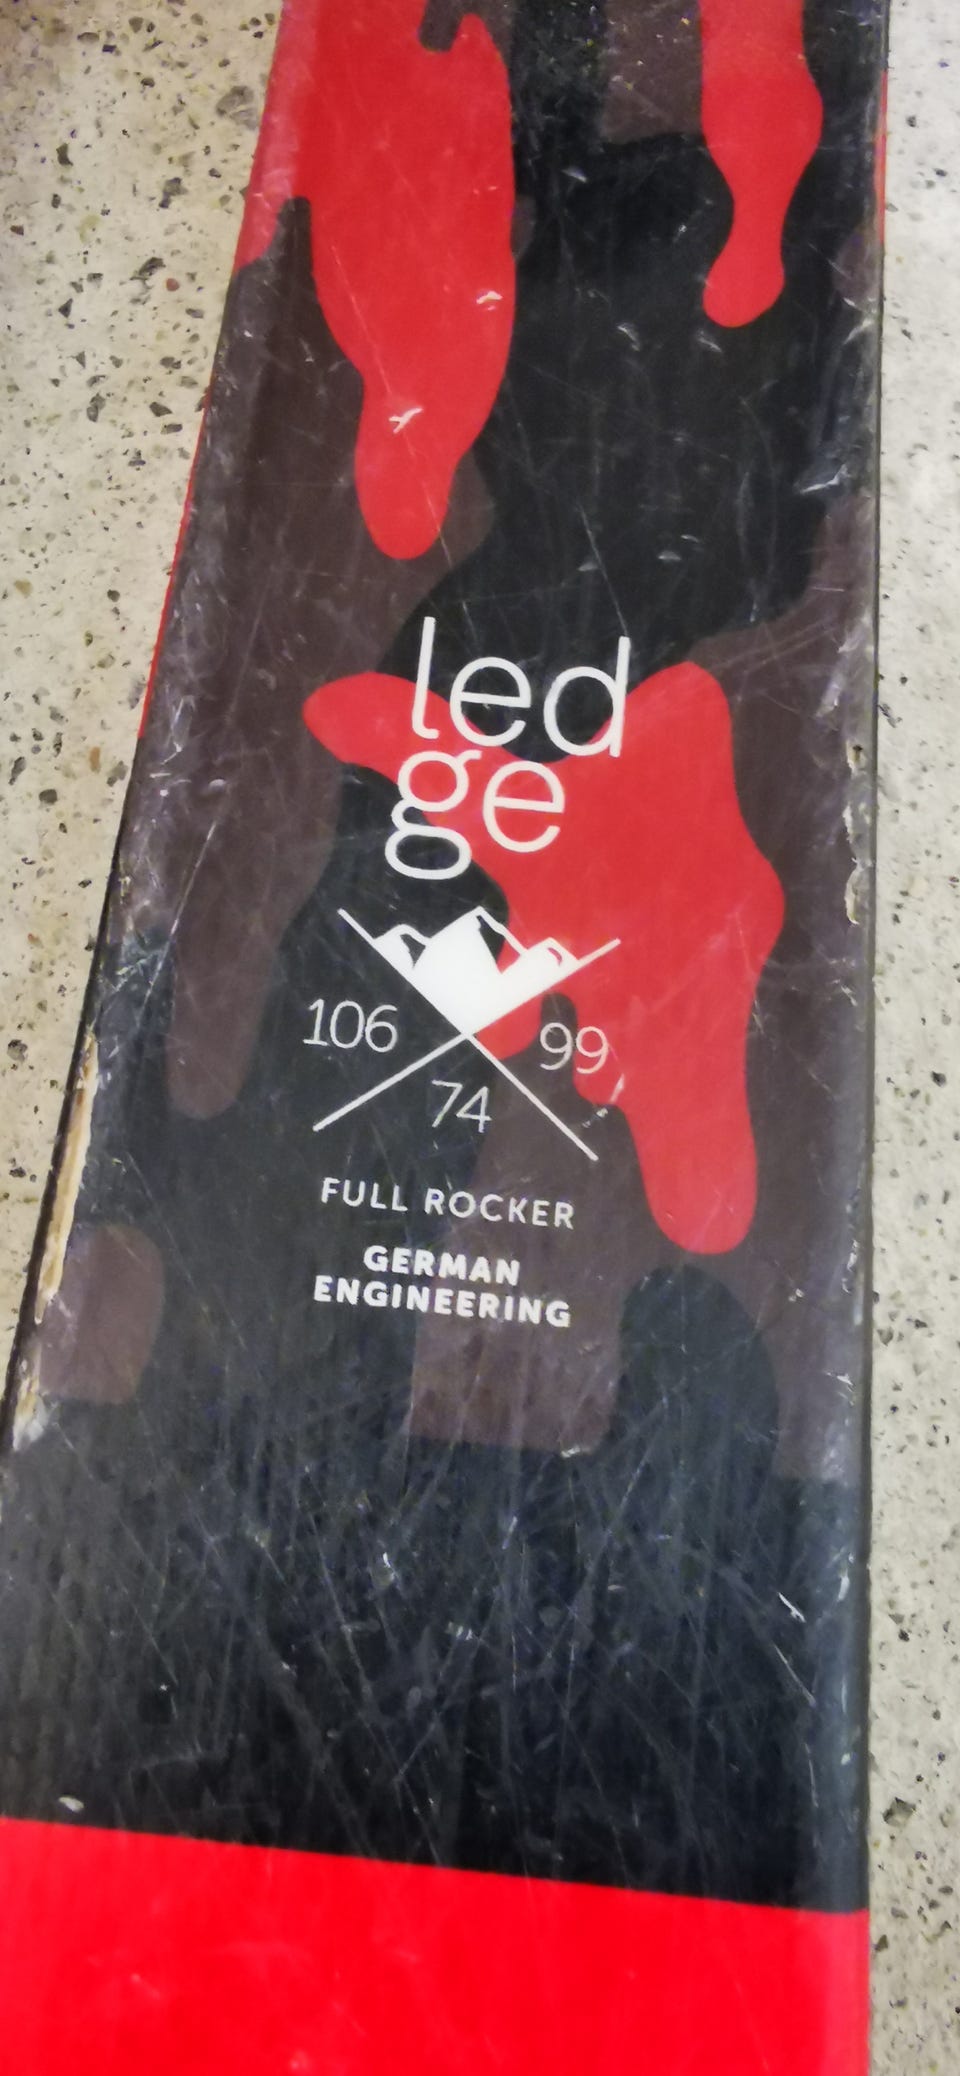 led
ge
106
99
74
FULL ROCKER
GERMAN
ENGINEERING